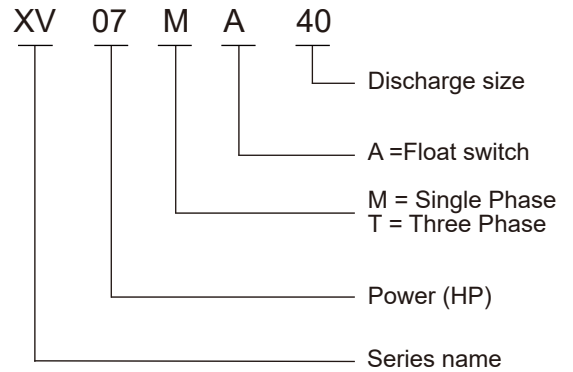 XV 07 M A 40
Discharge size
A =Float switch
M = Single Phase
T = Three Phase
Power (HP)
Series name